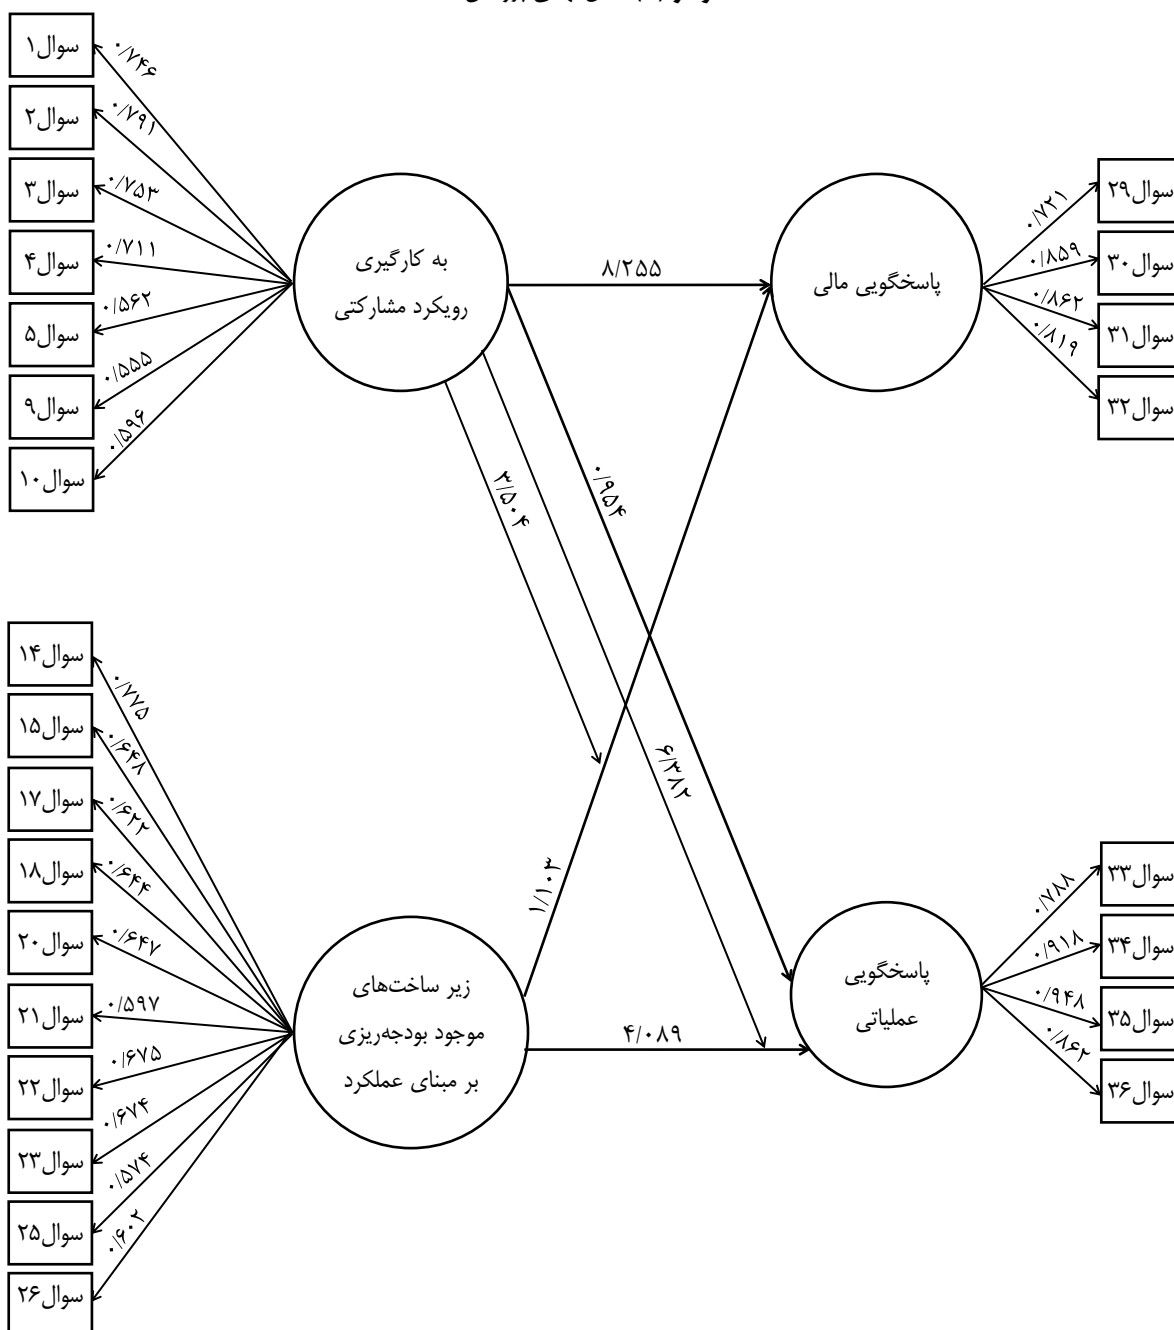 سوال۱
سوال۲
سوال۳
سوال۴
سوال۵
سوال۹
سوال۱۰
۰/۷۴۶
۰/۷۹۱
۰/۷۵۳
۰/۷۱۱
۰/۵۶۲
۰/۵۵۵
۰/۵۹۶
به کارگیری
رویکرد مشارکتی
۸/۲۵۵
پاسخگویی مالی
۰/۷۲۱
۰/۸۵۹
۰/۸۶۲
۰/۸۱۹
سوال۲۹
سوال۳۰
سوال۳۱
سوال۳۲
۳/۵۰۴
۰/۹۵۴
۶/۳۸۲
۱/۱۰۳
سوال۱۴
سوال۱۵
سوال۱۷
سوال۱۸
سوال۲۰
سوال۲۱
سوال۲۲
سوال۲۳
سوال۲۵
سوال۲۶
۰/۷۷۵
۰/۶۴۸
۰/۶۲۲
۰/۶۴۴
۰/۶۴۷
۰/۵۹۷
۰/۶۷۵
۰/۶۷۴
۰/۵۷۴
۰/۶۰۲
زیر ساخت‌های
موجود بودجه‌ریزی
بر مبنای عملکرد
۴/۰۸۹
پاسخگویی
عملیاتی
۰/۷۸۸
۰/۹۱۸
۰/۹۴۸
۰/۸۶۲
سوال۳۳
سوال۳۴
سوال۳۵
سوال۳۶